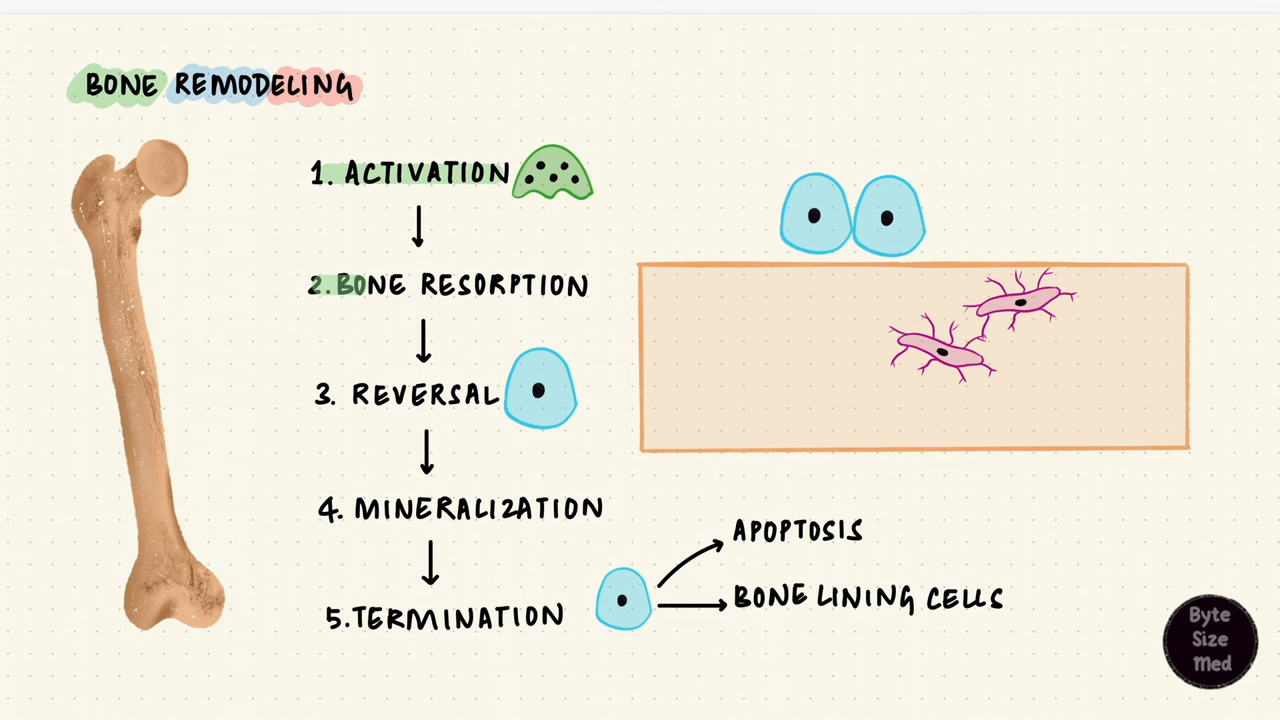 BONE REMODELING
1. ACTIVATION
2. BONE RESORPTION
3. REVERSAL
4. MINERALIZATION
5. TERMINATION
APOPTOSIS
BONE LINING CELLS
Byte
Size
Med